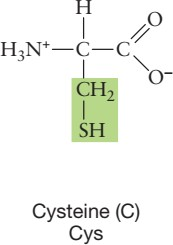 H
O
H₃N⁺—C—C
O⁻
CH₂
SH
Cysteine (C)
Cys